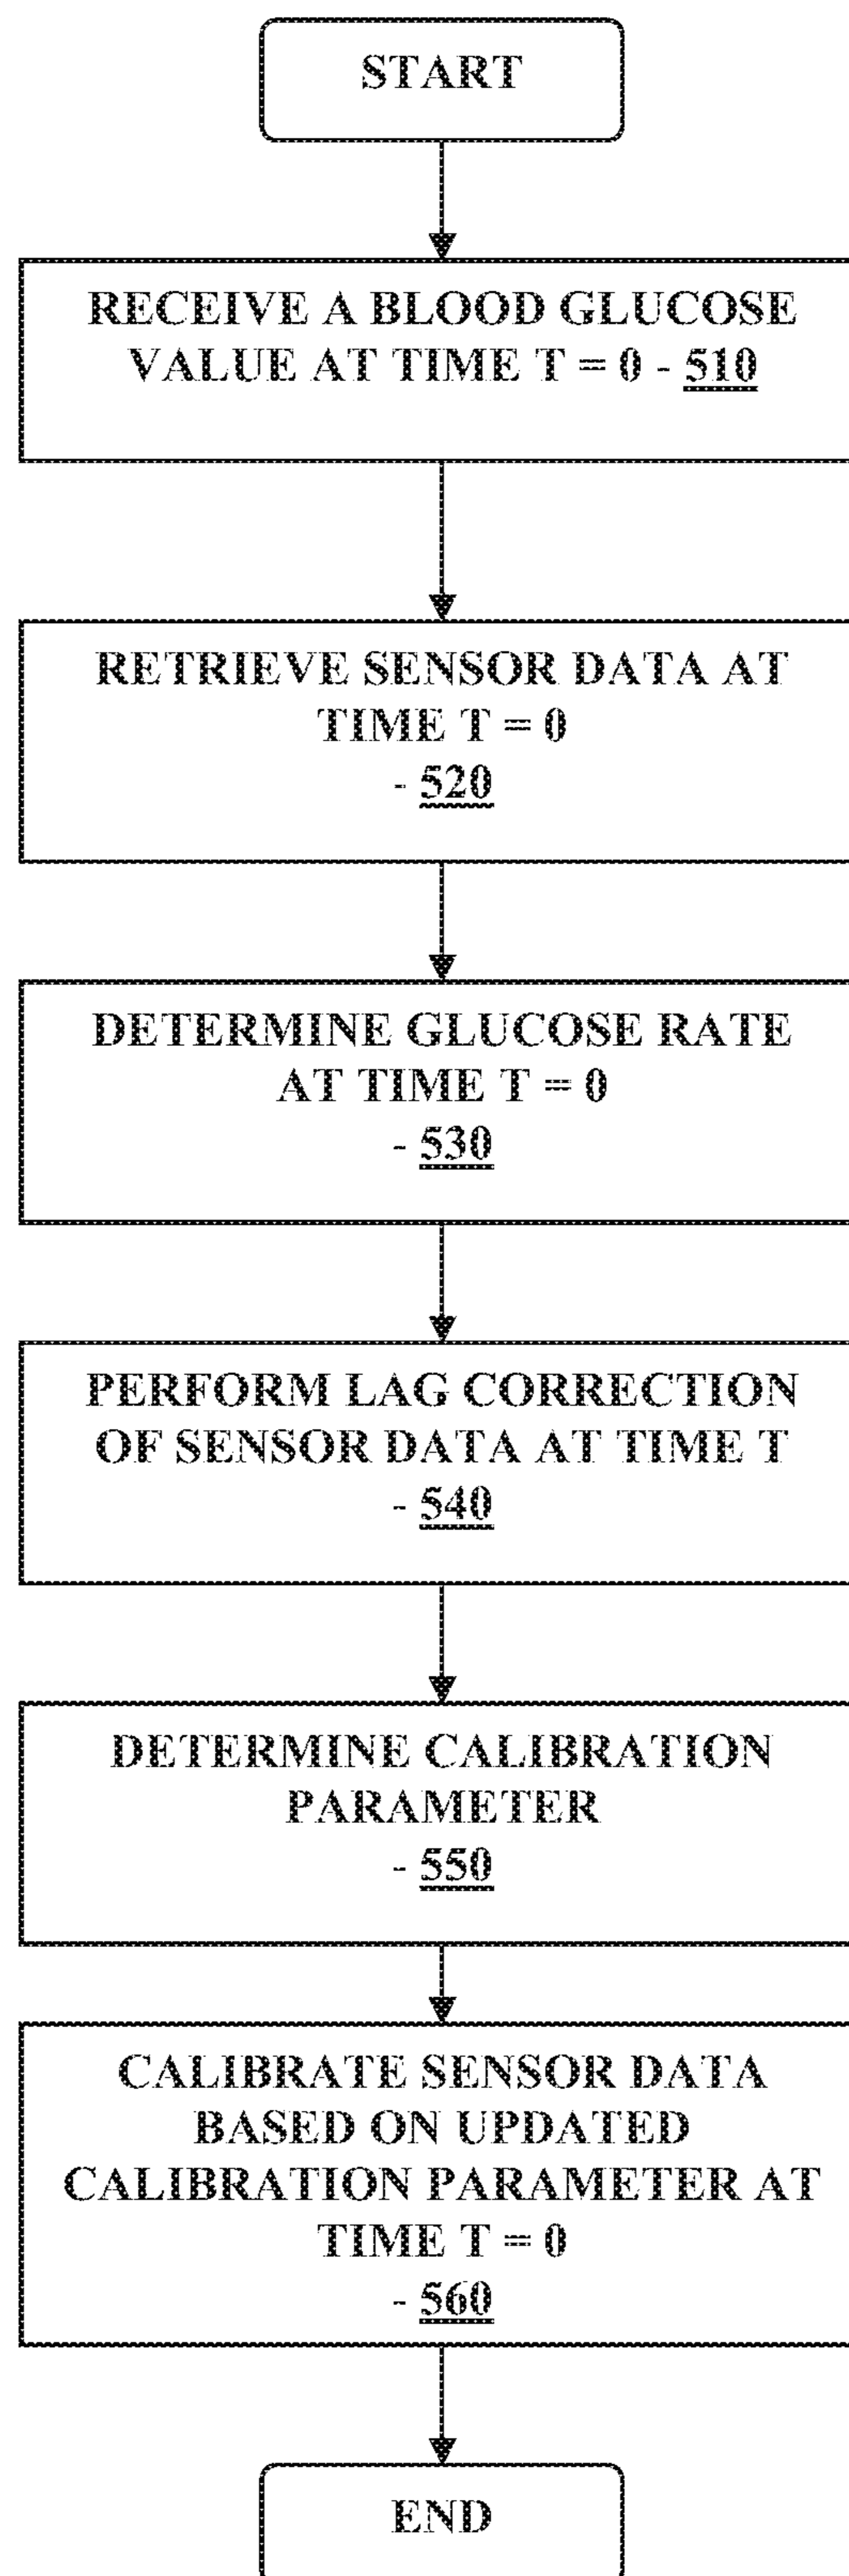 START
RECEIVE A BLOOD GLUCOSE
VALUE AT TIME T = 0 - 510
RETRIEVE SENSOR DATA AT
TIME T = 0
- 520
DETERMINE GLUCOSE RATE
AT TIME T = 0
- 530
PERFORM LAG CORRECTION
OF SENSOR DATA AT TIME T
- 540
DETERMINE CALIBRATION
PARAMETER
- 550
CALIBRATE SENSOR DATA
BASED ON UPDATED
CALIBRATION PARAMETER AT
TIME T = 0
- 560
END